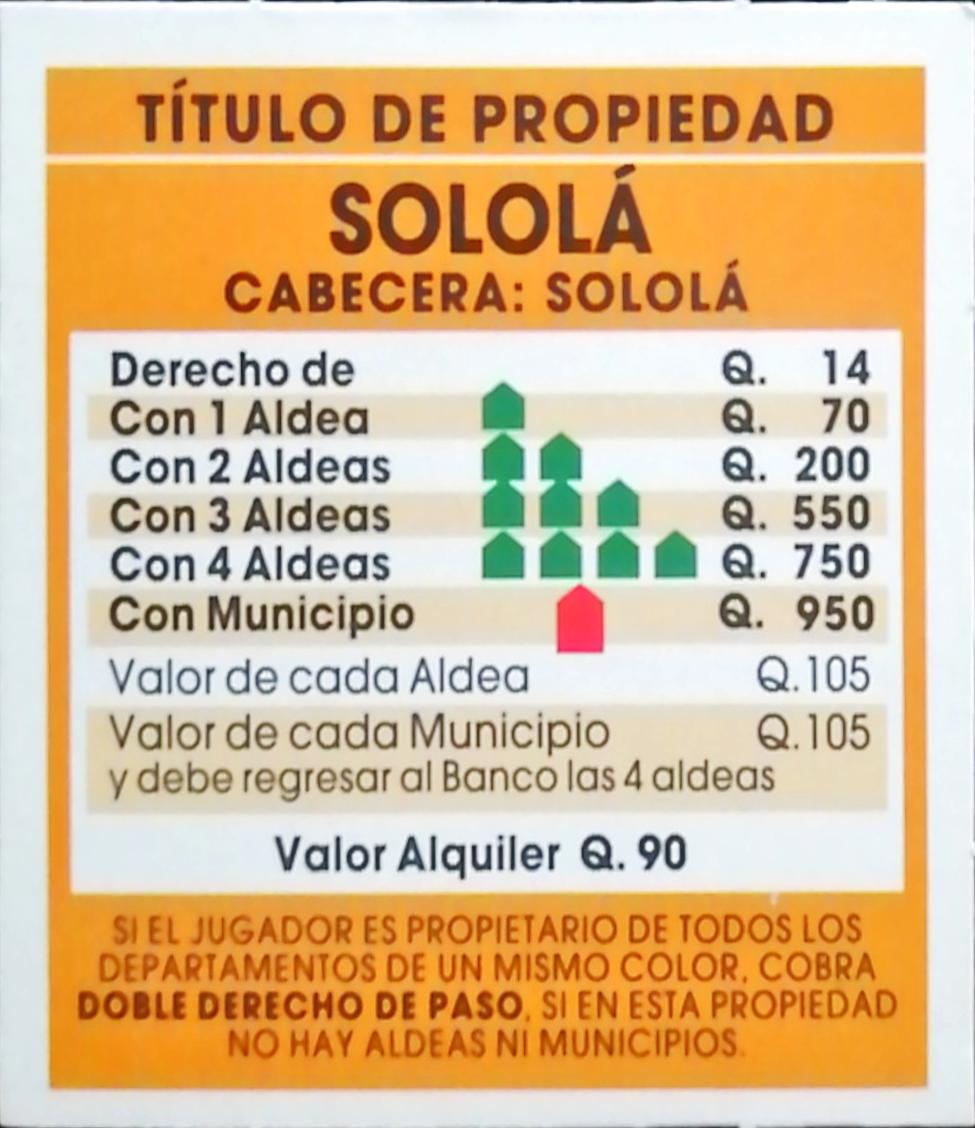 TÍTULO DE PROPIEDAD
SOLOLÁ
CABECERA: SOLOLÁ
Derecho de Q. 14
Con 1 Aldea Q. 70
Con 2 Aldeas Q. 200
Con 3 Aldeas Q. 550
Con 4 Aldeas Q. 750
Con Municipio Q. 950
Valor de cada Aldea Q.105
Valor de cada Municipio Q.105
y debe regresar al Banco las 4 aldeas
Valor Alquiler Q. 90
SI EL JUGADOR ES PROPIETARIO DE TODOS LOS
DEPARTAMENTOS DE UN MISMO COLOR, COBRA
DOBLE DERECHO DE PASO, SI EN ESTA PROPIEDAD
NO HAY ALDEAS NI MUNICIPIOS.